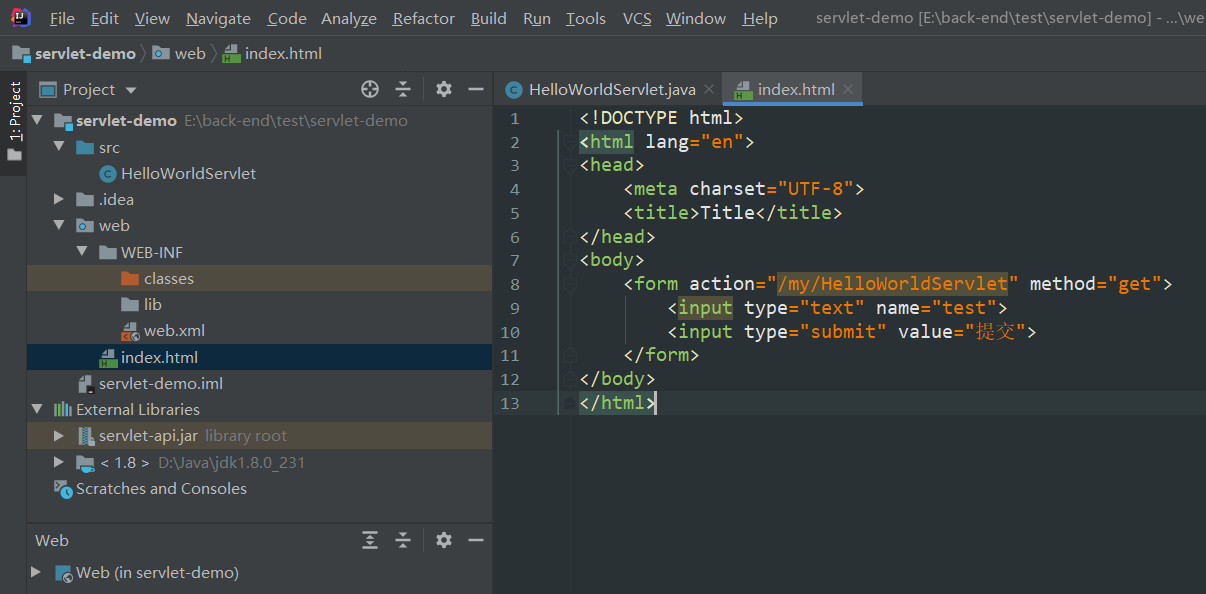 File Edit View Navigate Code Analyze Refactor Build Run Tools VCS Window Help servlet-demo [E:\back-end\test\servlet-demo] - ...\we
servlet-demo web index.html
1: Project
Project
servlet-demo E:\back-end\test\servlet-demo
src
HelloWorldServlet
.idea
web
WEB-INF
classes
lib
web.xml
index.html
servlet-demo.iml
External Libraries
servlet-api.jar library root
< 1.8 > D:\Java\jdk1.8.0_231
Scratches and Consoles
Web
Web (in servlet-demo)
HelloWorldServlet.java index.html
1 <!DOCTYPE html>
2 <html lang="en">
3 <head>
4 <meta charset="UTF-8">
5 <title>Title</title>
6 </head>
7 <body>
8 <form action="/my/HelloWorldServlet" method="get">
9 <input type="text" name="test">
10 <input type="submit" value="提交">
11 </form>
12 </body>
13 </html>